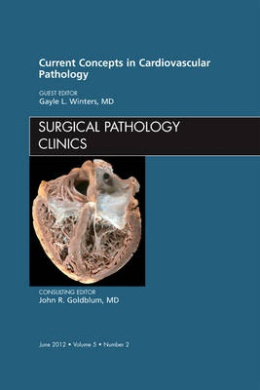 Current Concepts in Cardiovascular
Pathology
GUEST EDITOR
Gayle L. Winters, MD
SURGICAL PATHOLOGY
CLINICS
CONSULTING EDITOR
John R. Goldblum, MD
June 2012 • Volume 5 • Number 2